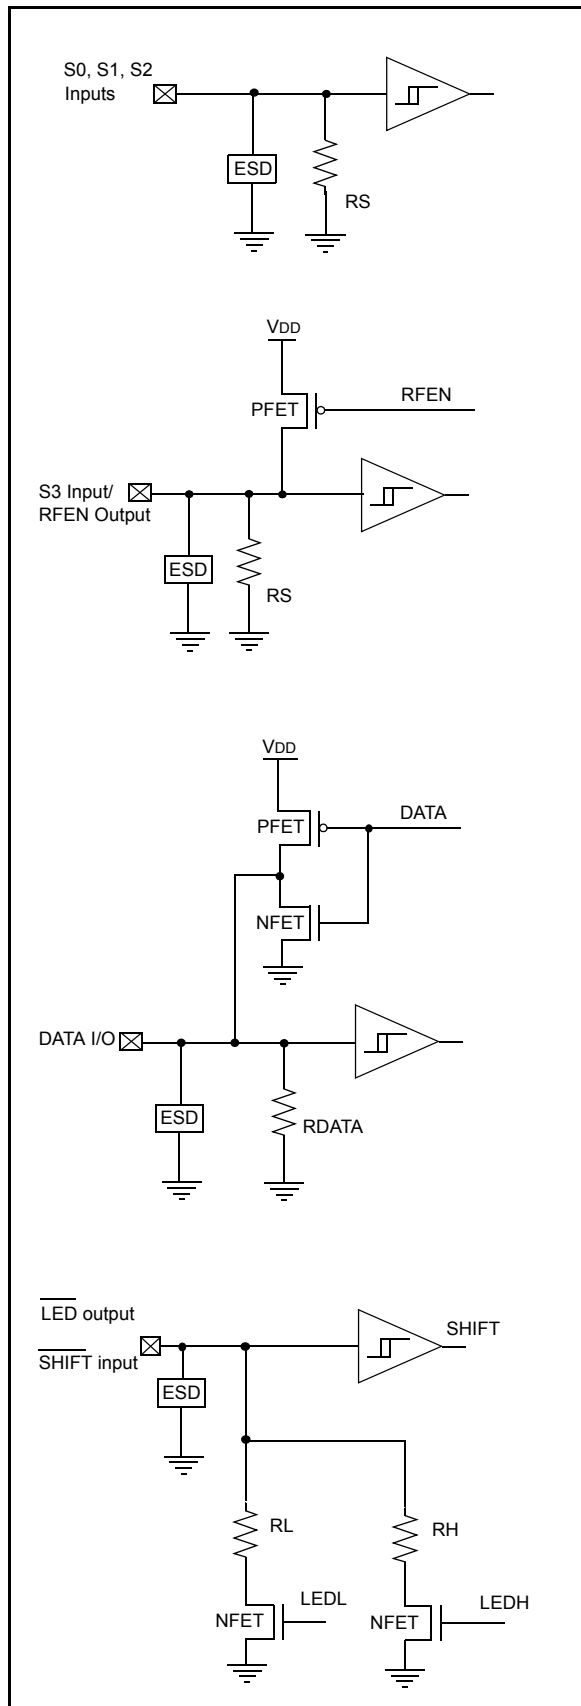 S0, S1, S2
Inputs
ESD
RS
VDD
PFET
RFEN
S3 Input/
RFEN Output
ESD
RS
VDD
PFET
DATA
NFET
DATA I/O
ESD
RDATA
LED output
SHIFT input
SHIFT
ESD
RL
RH
NFET
LEDL
NFET
LEDH